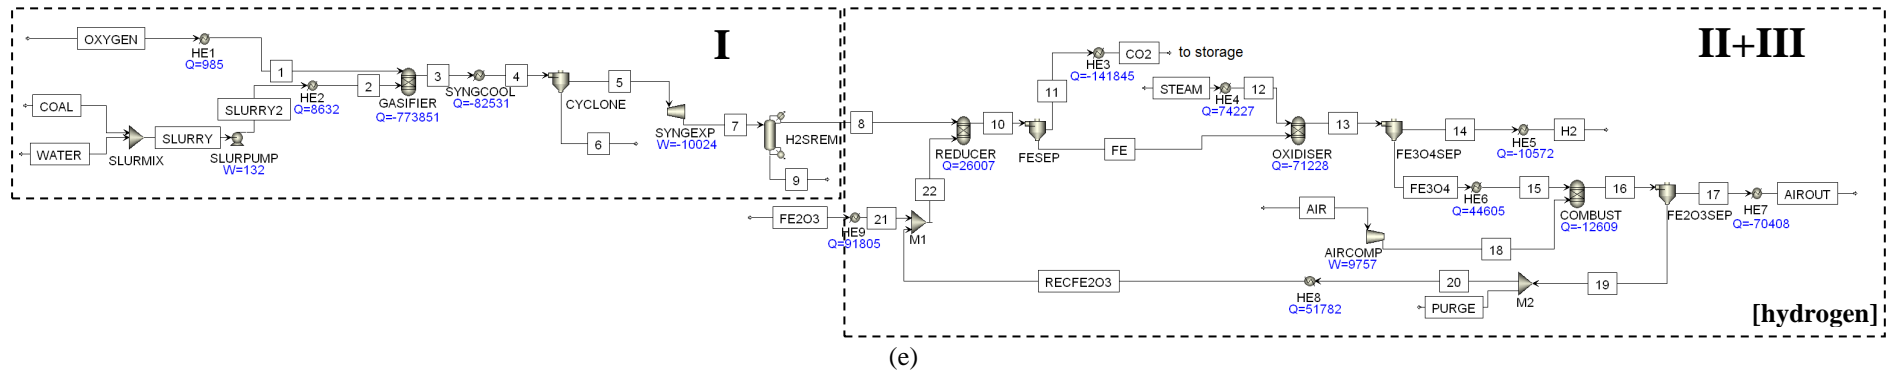 I
OXYGEN
HE1
Q=985
1
COAL
WATER
SLURMIX
SLURRY
SLURPUMP
W=132
SLURRY2
HE2
Q=8632
2
GASIFIER
Q=-773851
3
SYNGCOOL
Q=-82531
4
CYCLONE
5
6
SYNGEXP
W=-10024
7
H2SREM
8
9
II+III
FE2O3
HE9
Q=91805
21
M1
22
REDUCER
Q=26007
10
FESEP
11
HE3
Q=-141845
CO2
to storage
FE
STEAM
HE4
Q=74227
12
OXIDISER
Q=-71228
13
FE3O4SEP
14
HE5
Q=-10572
H2
FE3O4
HE6
Q=44605
15
COMBUST
Q=-12609
16
FE2O3SEP
17
HE7
Q=-70408
AIROUT
AIR
AIRCOMP
W=9757
18
19
M2
PURGE
20
HE8
Q=51782
RECFE2O3
[hydrogen]
(e)